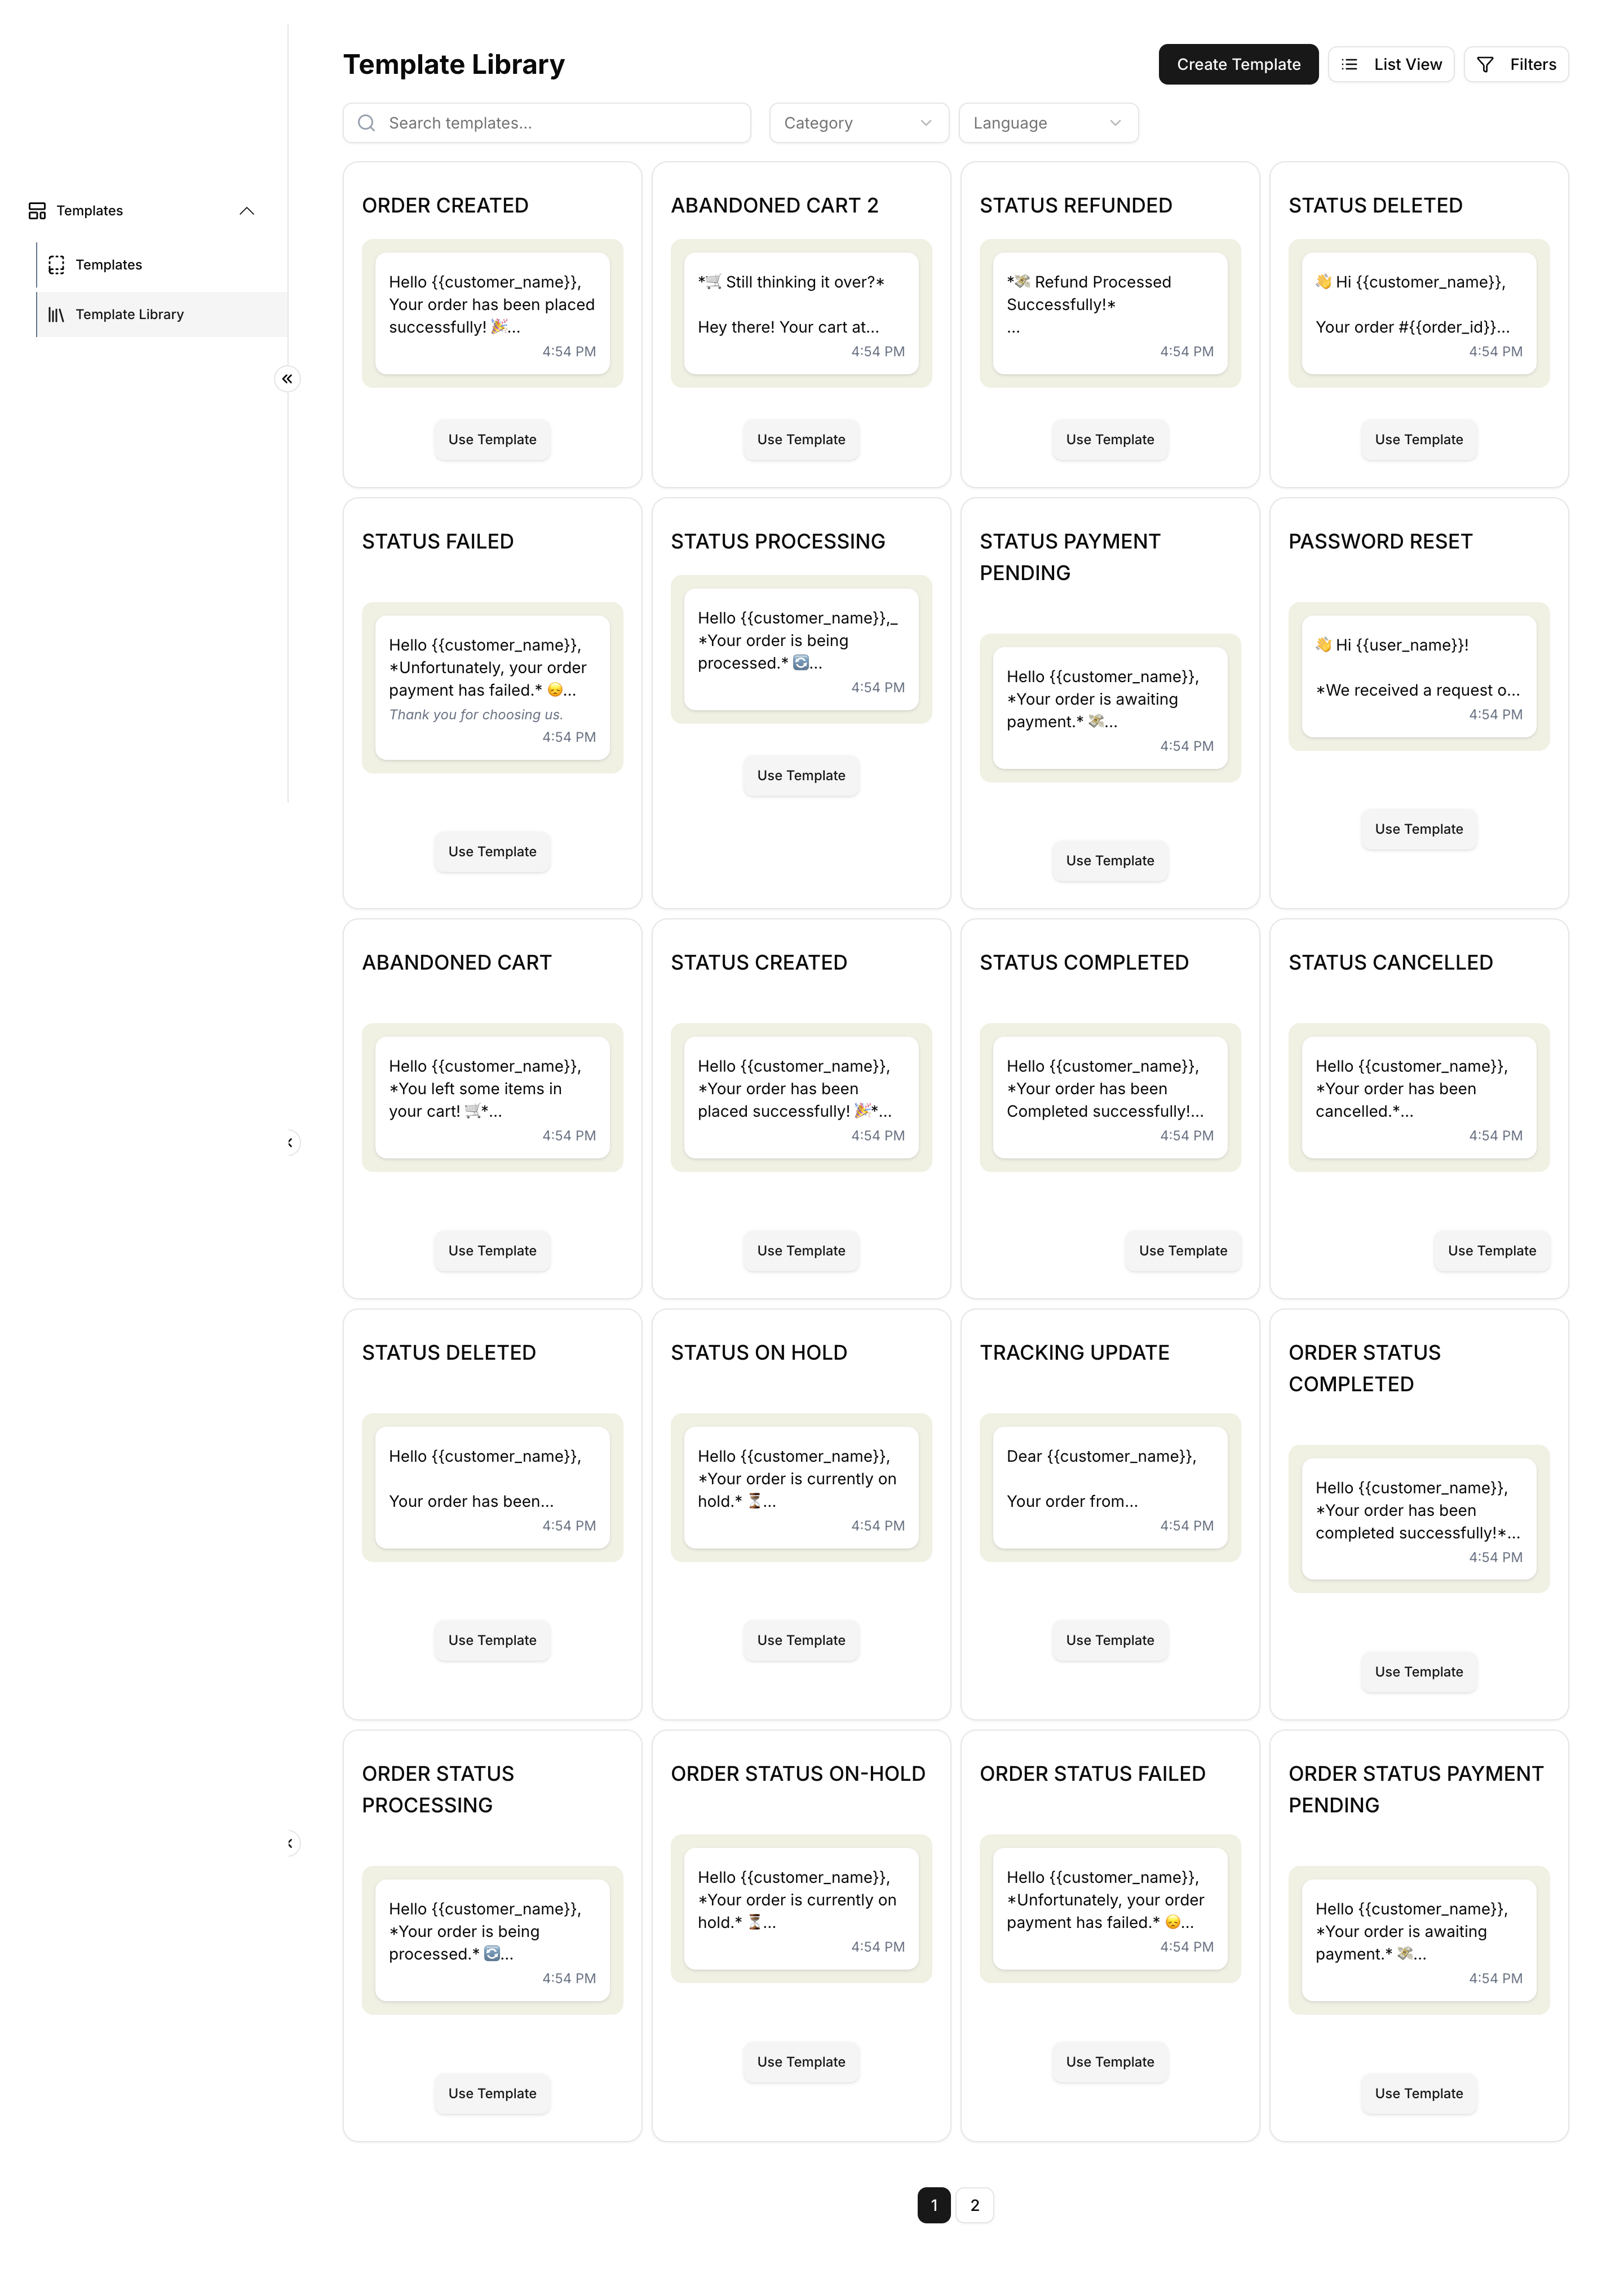 Template Library
Create Template
List View
Filters
Search templates...
Category
Language
Templates
Templates
Template Library
ORDER CREATED
Hello {{customer_name}},
Your order has been placed
successfully! 🎉...
4:54 PM
Use Template
ABANDONED CART 2
*🛒 Still thinking it over?*
Hey there! Your cart at...
4:54 PM
Use Template
STATUS REFUNDED
*💸 Refund Processed
Successfully!*
...
4:54 PM
Use Template
STATUS DELETED
👋 Hi {{customer_name}},
Your order #{{order_id}}...
4:54 PM
Use Template
STATUS FAILED
Hello {{customer_name}},
*Unfortunately, your order
payment has failed.* 😞...
Thank you for choosing us.
4:54 PM
Use Template
STATUS PROCESSING
Hello {{customer_name}},_
*Your order is being
processed.* 🔄...
4:54 PM
Use Template
STATUS PAYMENT
PENDING
Hello {{customer_name}},
*Your order is awaiting
payment.* 💸...
4:54 PM
Use Template
PASSWORD RESET
👋 Hi {{user_name}}!
*We received a request o...
4:54 PM
Use Template
ABANDONED CART
Hello {{customer_name}},
*You left some items in
your cart! 🛒*...
4:54 PM
Use Template
STATUS CREATED
Hello {{customer_name}},
*Your order has been
placed successfully! 🎉*...
4:54 PM
Use Template
STATUS COMPLETED
Hello {{customer_name}},
*Your order has been
Completed successfully!...
4:54 PM
Use Template
STATUS CANCELLED
Hello {{customer_name}},
*Your order has been
cancelled.*...
4:54 PM
Use Template
STATUS DELETED
Hello {{customer_name}},
Your order has been...
4:54 PM
Use Template
STATUS ON HOLD
Hello {{customer_name}},
*Your order is currently on
hold.* ⏳...
4:54 PM
Use Template
TRACKING UPDATE
Dear {{customer_name}},
Your order from...
4:54 PM
Use Template
ORDER STATUS
COMPLETED
Hello {{customer_name}},
*Your order has been
completed successfully!*...
4:54 PM
Use Template
ORDER STATUS
PROCESSING
Hello {{customer_name}},
*Your order is being
processed.* 🔄...
4:54 PM
Use Template
ORDER STATUS ON-HOLD
Hello {{customer_name}},
*Your order is currently on
hold.* ⏳...
4:54 PM
Use Template
ORDER STATUS FAILED
Hello {{customer_name}},
*Unfortunately, your order
payment has failed.* 😞...
4:54 PM
Use Template
ORDER STATUS PAYMENT
PENDING
Hello {{customer_name}},
*Your order is awaiting
payment.* 💸...
4:54 PM
Use Template
1
2